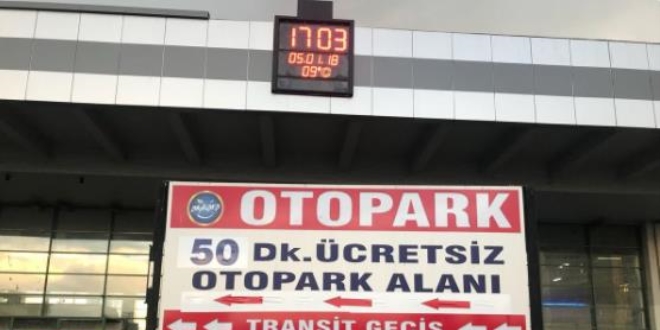 17 03
05.01.18
09°C
OTOPARK
50 DK.ÜCRETSİZ
OTOPARK ALANI
TRANSİT GEÇİŞ